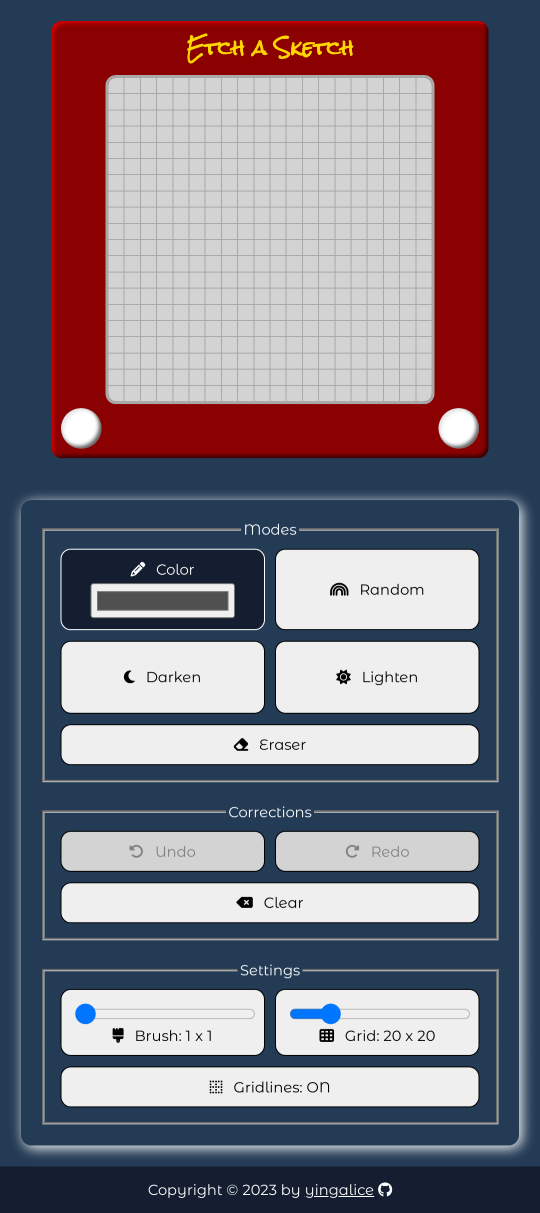 Etch a Sketch
Modes
Color
Random
Darken
Lighten
Eraser
Corrections
Undo
Redo
Clear
Settings
Brush: 1 x 1
Grid: 20 x 20
Gridlines: ON
Copyright © 2023 by yingalice